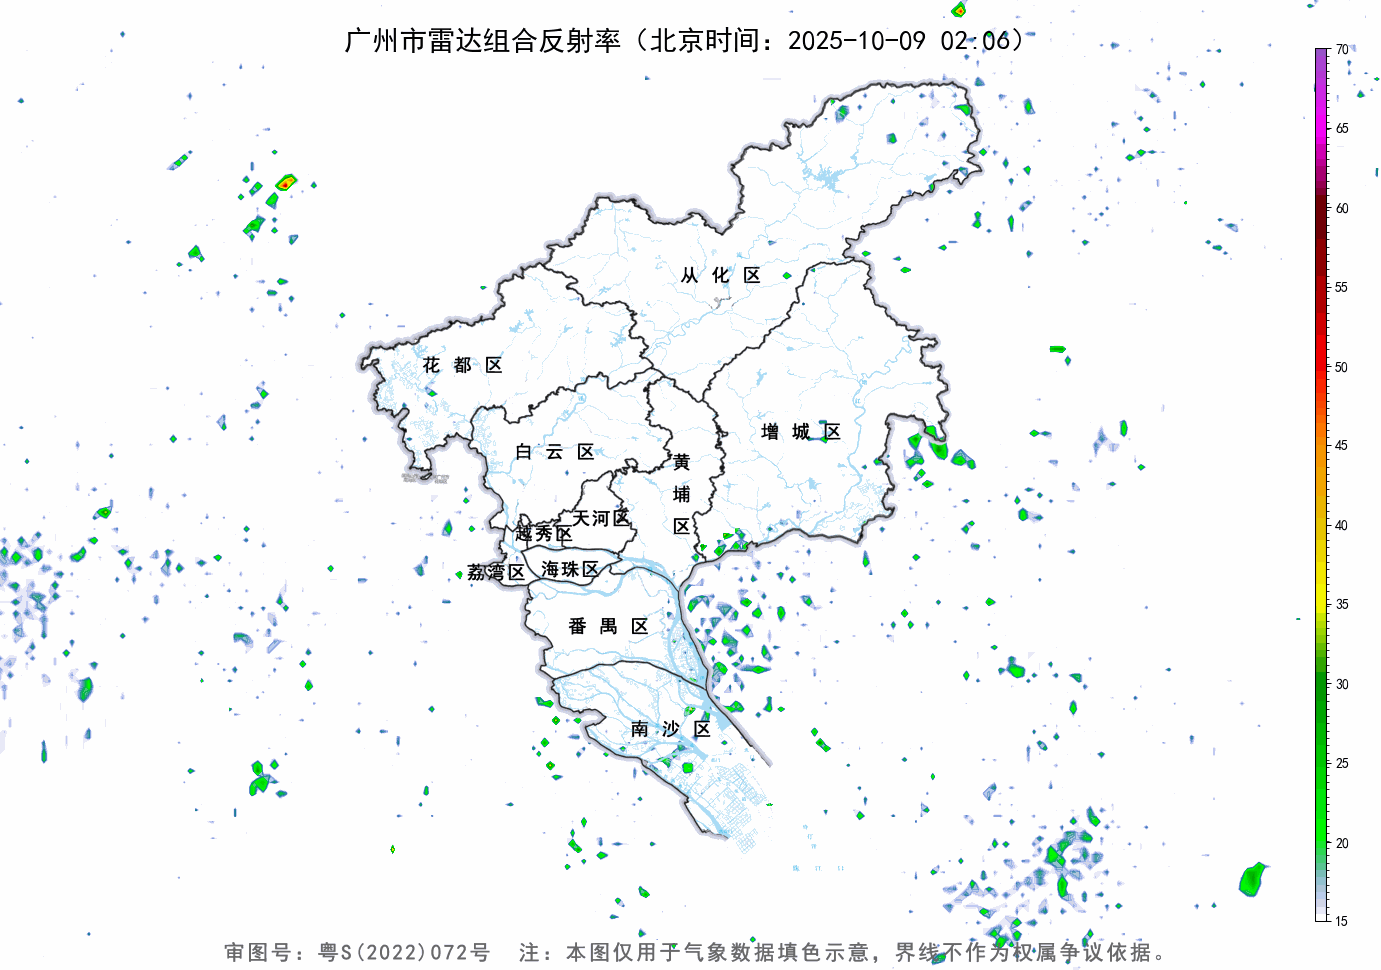 广州市雷达组合反射率（北京时间：2025-10-09 02:06）
70
65
60
55
50
45
40
35
30
25
20
15
从化区
花都区
增城区
白云区
黄埔区
天河区
越秀区
荔湾区
海珠区
番禺区
南沙区
审图号：粤S(2022)072号 注：本图仅用于气象数据填色示意，界线不作为权属争议依据。